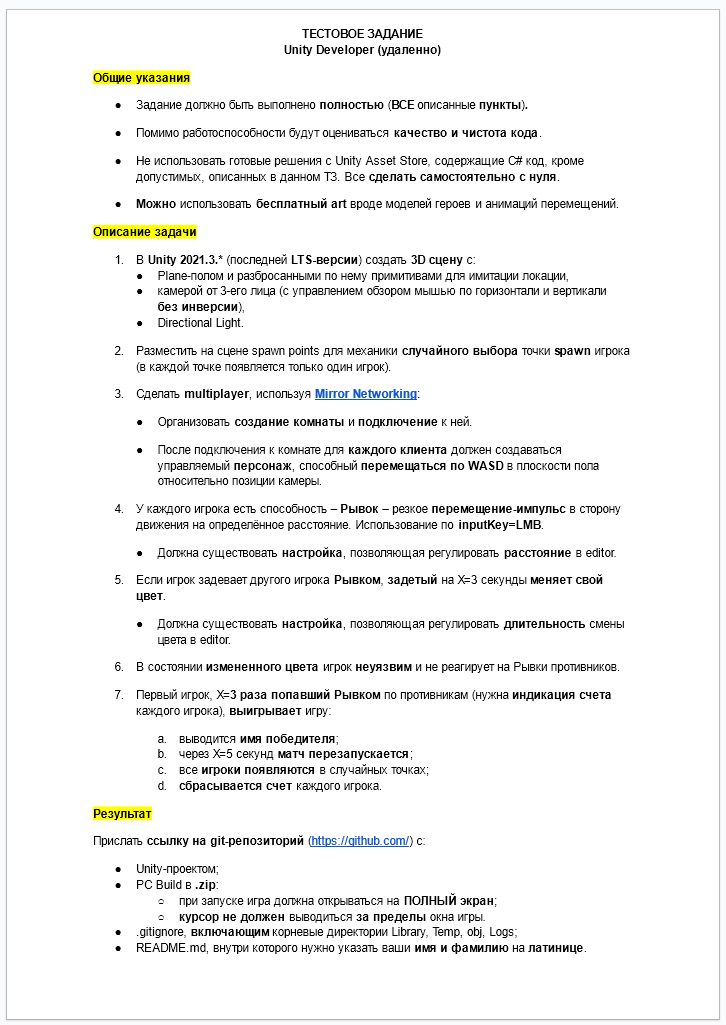 ТЕСТОВОЕ ЗАДАНИЕ
Unity Developer (удаленно)
Общие указания
● Задание должно быть выполнено полностью (ВСЕ описанные пункты).
● Помимо работоспособности будут оцениваться качество и чистота кода.
● Не использовать готовые решения с Unity Asset Store, содержащие C# код, кроме
допустимых, описанных в данном ТЗ. Все сделать самостоятельно с нуля.
● Можно использовать бесплатный art вроде моделей героев и анимаций перемещений.
Описание задачи
1. В Unity 2021.3.* (последней LTS-версии) создать 3D сцену с:
● Plane-полом и разбросанными по нему примитивами для имитации локации,
● камерой от 3-его лица (с управлением обзором мышью по горизонтали и вертикали
без инверсии),
● Directional Light.
2. Разместить на сцене spawn points для механики случайного выбора точки spawn игрока
(в каждой точке появляется только один игрок).
3. Сделать multiplayer, используя Mirror Networking:
● Организовать создание комнаты и подключение к ней.
● После подключения к комнате для каждого клиента должен создаваться
управляемый персонаж, способный перемещаться по WASD в плоскости пола
относительно позиции камеры.
4. У каждого игрока есть способность – Рывок – резкое перемещение-импульс в сторону
движения на определённое расстояние. Использование по inputKey=LMB.
● Должна существовать настройка, позволяющая регулировать расстояние в editor.
5. Если игрок задевает другого игрока Рывком, задетый на X=3 секунды меняет свой
цвет.
● Должна существовать настройка, позволяющая регулировать длительность смены
цвета в editor.
6. В состоянии измененного цвета игрок неуязвим и не реагирует на Рывки противников.
7. Первый игрок, X=3 раза попавший Рывком по противникам (нужна индикация счета
каждого игрока), выигрывает игру:
a. выводится имя победителя;
b. через X=5 секунд матч перезапускается;
c. все игроки появляются в случайных точках;
d. сбрасывается счет каждого игрока.
Результат
Прислать ссылку на git-репозиторий (https://github.com/) с:
● Unity-проектом;
● PC Build в .zip:
○ при запуске игра должна открываться на ПОЛНЫЙ экран;
○ курсор не должен выводиться за пределы окна игры.
● .gitignore, включающим корневые директории Library, Temp, obj, Logs;
● README.md, внутри которого нужно указать ваши имя и фамилию на латинице.